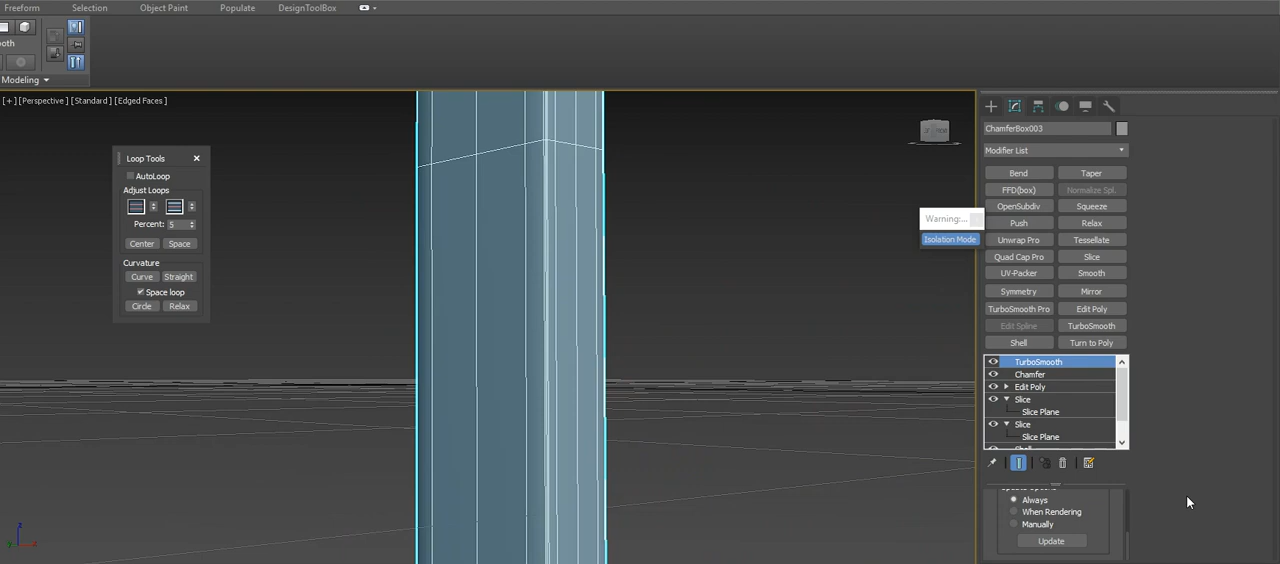 Freeform Selection Object Paint Populate DesignToolBox
oth
Modeling
[+] [Perspective] [Standard] [Edged Faces]
Loop Tools
AutoLoop
Adjust Loops
Percent: 5
Center Space
Curvature
Curve Straight
Space loop
Circle Relax
Warning:...
Isolation Mode
ChamferBox003
Modifier List
Bend Taper
FFD(box) Normalize Spl.
OpenSubdiv Squeeze
Push Relax
Unwrap Pro Tessellate
Quad Cap Pro Slice
UV-Packer Smooth
Symmetry Mirror
TurboSmooth Pro Edit Poly
Edit Spline TurboSmooth
Shell Turn to Poly
TurboSmooth
Chamfer
Edit Poly
Slice
Slice Plane
Slice
Slice Plane
Shell
Update Options
Always
When Rendering
Manually
Update
z
y x